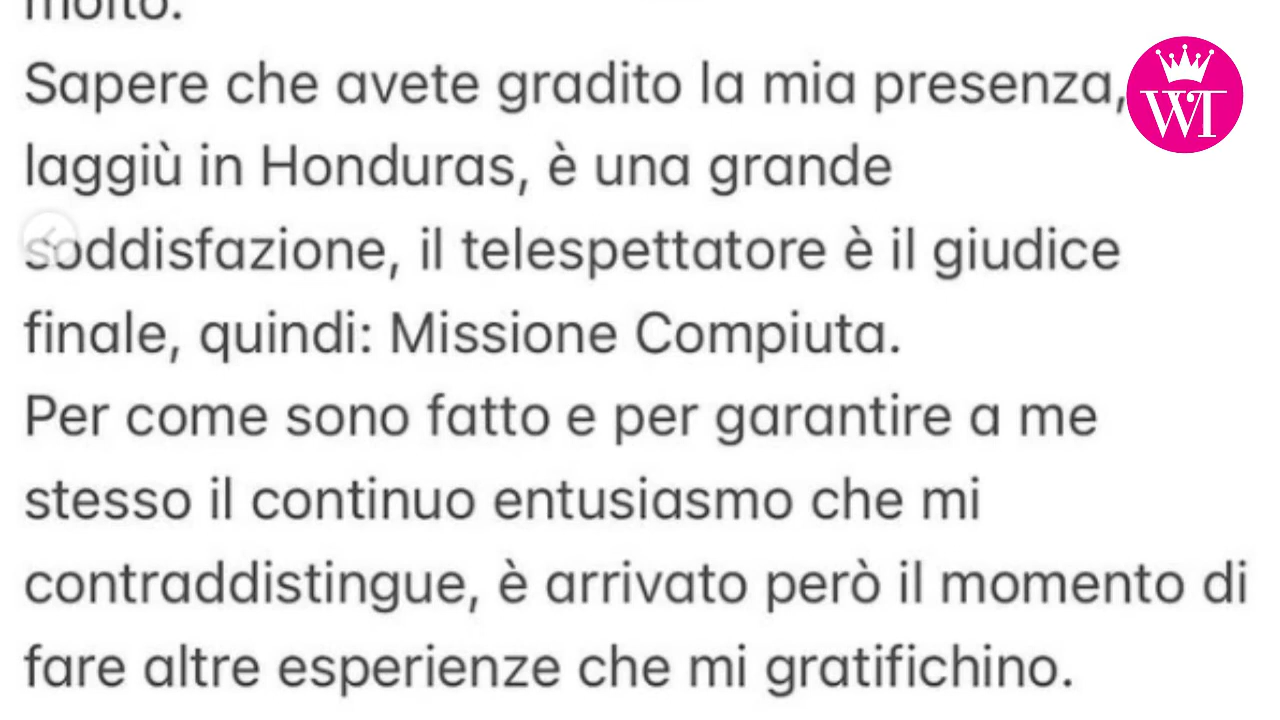 molto.
Sapere che avete gradito la mia presenza,
laggiù in Honduras, è una grande
soddisfazione, il telespettatore è il giudice
finale, quindi: Missione Compiuta.
Per come sono fatto e per garantire a me
stesso il continuo entusiasmo che mi
contraddistingue, è arrivato però il momento di
fare altre esperienze che mi gratifichino.
WT